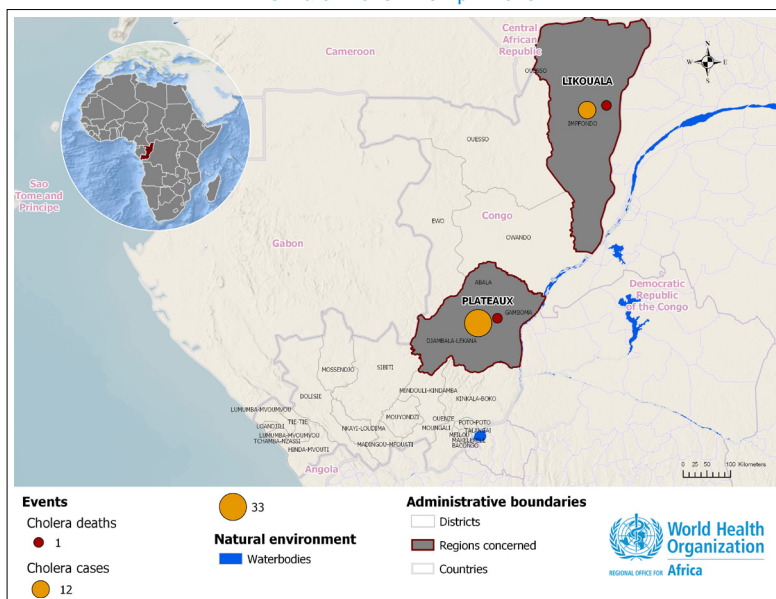 Cameroon
Central
African
Republic
N
W
E
S
OUESSO
LIKOUALA
IMPFONDO
OUESSO
Sao
Tome and
Principe
EWO
Congo
OWANDO
Gabon
ABALA
PLATEAUX
GAMBOMA
DJAMBALA-LEKANA
Democratic
Republic
of the Congo
MOSSENDJO
SIBITI
MENDOULI-KINDAMBA
DOLISIE
KINKALA-BOKO
LUMUMBA-MVOUMVOU
TIE-TIE
LOANDJILI
MOUYONDZI
OUENZE
POTO-POTO
NKAYI-LOUDIMA
MOUNGALI
LUMUMBA-MVOUMVOU
TCHAMBA-NZASSI
MADINGOU-MFOUATI
BACONGO
HINDA-MVOUTI
Angola
0 25 50 100 Kilometers
Events
Cholera deaths
1
Cholera cases
12
33
Natural environment
Waterbodies
Administrative boundaries
Districts
Regions concerned
Countries
World Health
Organization
REGIONAL OFFICE FOR Africa